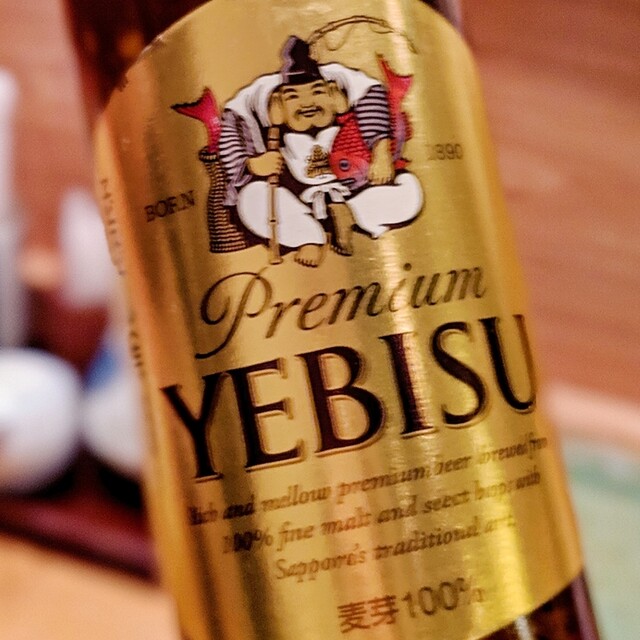 BORN 1890
Premium
YEBISU
Rich and mellow premium beer brewed from
100% fine malt and select hops with
Sapporo's traditional art.
麦芽100%